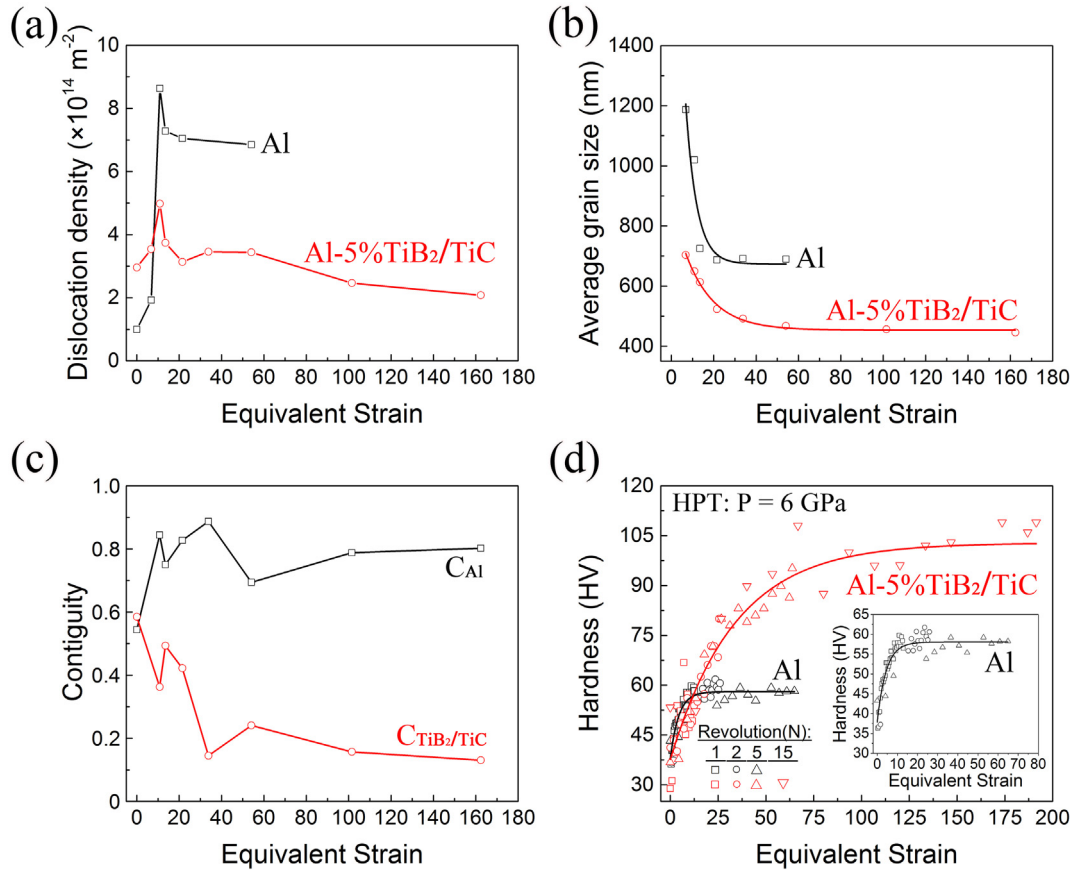 (a)
10
8
6
4
2
0
Dislocation density (×10¹⁴ m⁻²)
Al
Al-5%TiB₂/TiC
0 20 40 60 80 100 120 140 160 180
Equivalent Strain
(b)
1400
1200
1000
800
600
400
Average grain size (nm)
Al
Al-5%TiB₂/TiC
0 20 40 60 80 100 120 140 160 180
Equivalent Strain
(c)
1.0
0.8
0.6
0.4
0.2
0.0
Contiguity
C_Al
C_TiB₂/TiC
0 20 40 60 80 100 120 140 160 180
Equivalent Strain
(d)
120
105
90
75
60
45
30
Hardness (HV)
HPT: P = 6 GPa
Al-5%TiB₂/TiC
Al
Revolution(N):
1 2 5 15
65
60
55
50
45
40
35
30
Hardness (HV)
Al
0 10 20 30 40 50 60 70 80
Equivalent Strain
0 25 50 75 100 125 150 175 200
Equivalent Strain